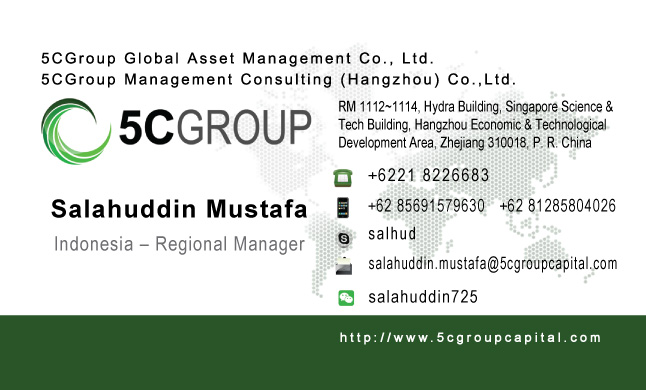 5CGroup Global Asset Management Co., Ltd.
5CGroup Management Consulting (Hangzhou) Co.,Ltd.
5CGROUP
RM 1112~1114, Hydra Building, Singapore Science &
Tech Building, Hangzhou Economic & Technological
Development Area, Zhejiang 310018, P. R. China
+6221 8226683
Salahuddin Mustafa
+62 85691579630 +62 81285804026
Indonesia – Regional Manager
salhud
salahuddin.mustafa@5cgroupcapital.com
salahuddin725
http://www.5cgroupcapital.com